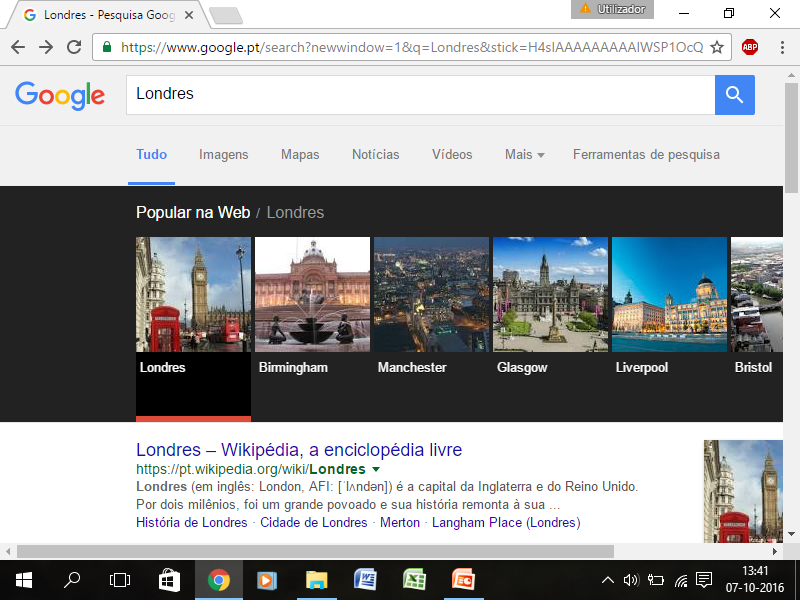 Londres - Pesquisa Goog
Utilizador
https://www.google.pt/search?newwindow=1&q=Londres&stick=H4sIAAAAAAAAAIWSP1OcQ
ABP
Google
Londres
Tudo Imagens Mapas Notícias Vídeos Mais Ferramentas de pesquisa
Popular na Web / Londres
Londres Birmingham Manchester Glasgow Liverpool Bristol
Londres – Wikipédia, a enciclopédia livre
https://pt.wikipedia.org/wiki/Londres
Londres (em inglês: London, AFI: [ˈlʌndən]) é a capital da Inglaterra e do Reino Unido.
Por dois milênios, foi um grande povoado e sua história remonta à sua ...
História de Londres · Cidade de Londres · Merton · Langham Place (Londres)
13:41
07-10-2016